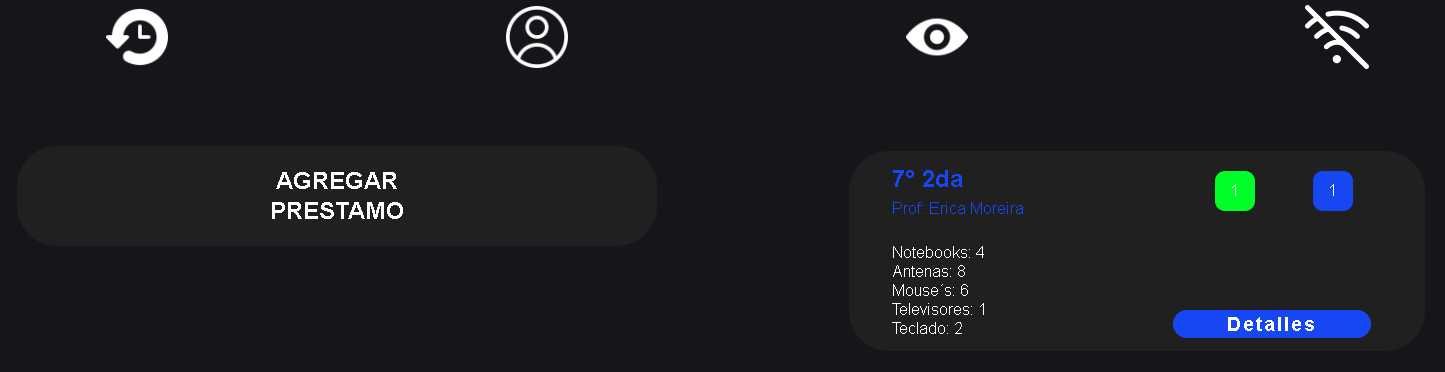 AGREGAR
PRESTAMO
7º 2da
Prof: Erica Moreira
1
1
Notebooks: 4
Antenas: 8
Mouse´s: 6
Televisores: 1
Teclado: 2
Detalles